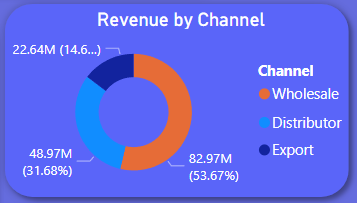 Revenue by Channel
22.64M (14.6...)
Channel
Wholesale
Distributor
Export
48.97M
(31.68%)
82.97M
(53.67%)